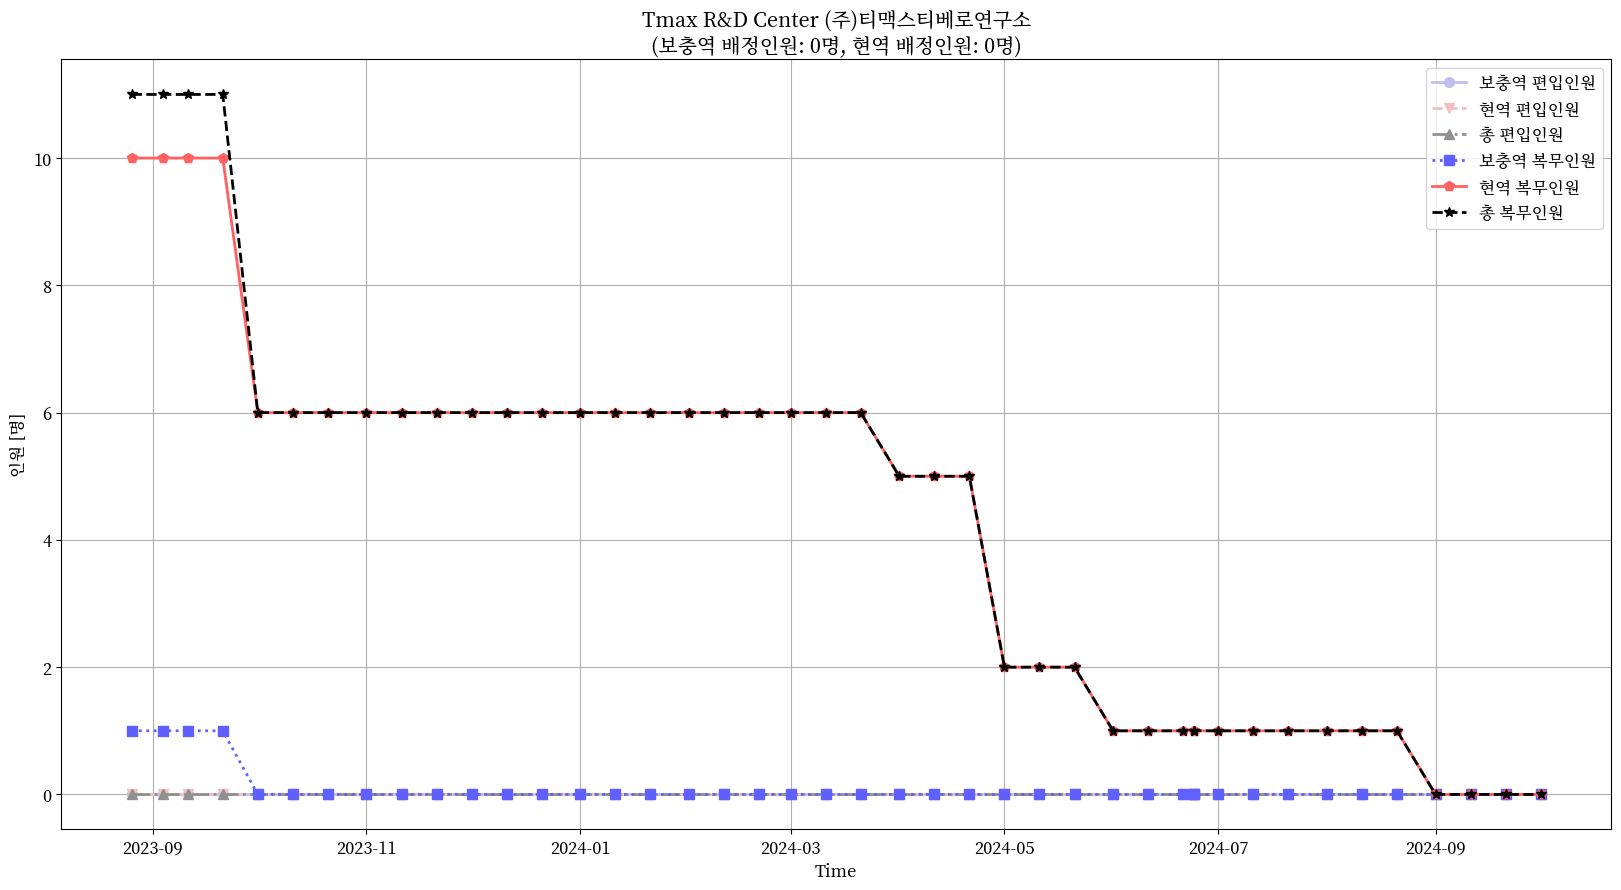 Tmax R&D Center (주)티맥스티베로연구소
(보충역 배정인원: 0명, 현역 배정인원: 0명)
보충역 편입인원
현역 편입인원
총 편입인원
보충역 복무인원
현역 복무인원
총 복무인원
인원 [명]
10
8
6
4
2
0
2023-09
2023-11
2024-01
2024-03
2024-05
2024-07
2024-09
Time